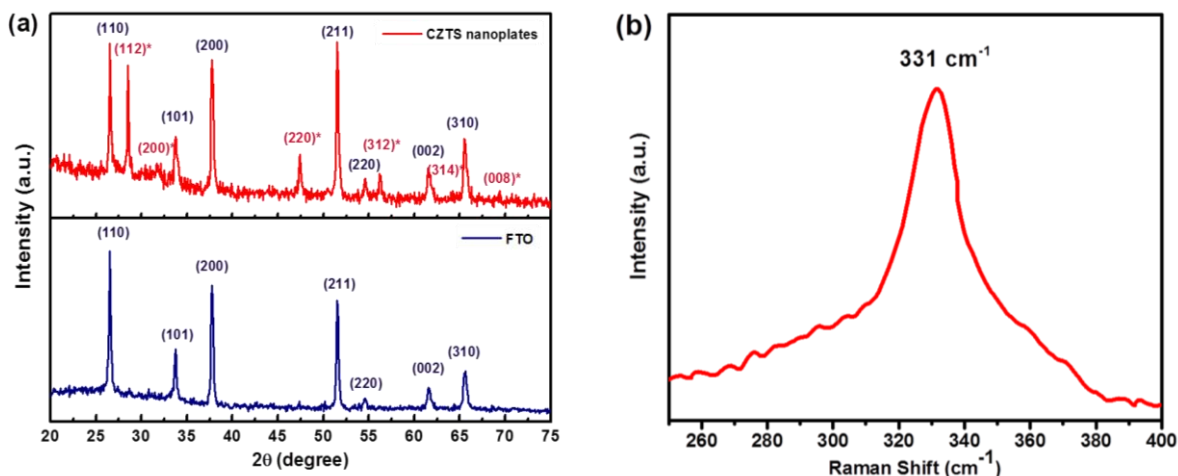 (a)
(110)
(112)*
(200)*
(101)
(200)
(220)*
(211)
(220)
(312)*
(002)
(314)*
(310)
(008)*
CZTS nanoplates
(110)
(101)
(200)
(211)
(220)
(002)
(310)
FTO
Intensity (a.u.)
20 25 30 35 40 45 50 55 60 65 70 75
2θ (degree)
(b)
331 cm⁻¹
Intensity (a.u.)
260 280 300 320 340 360 380 400
Raman Shift (cm⁻¹)